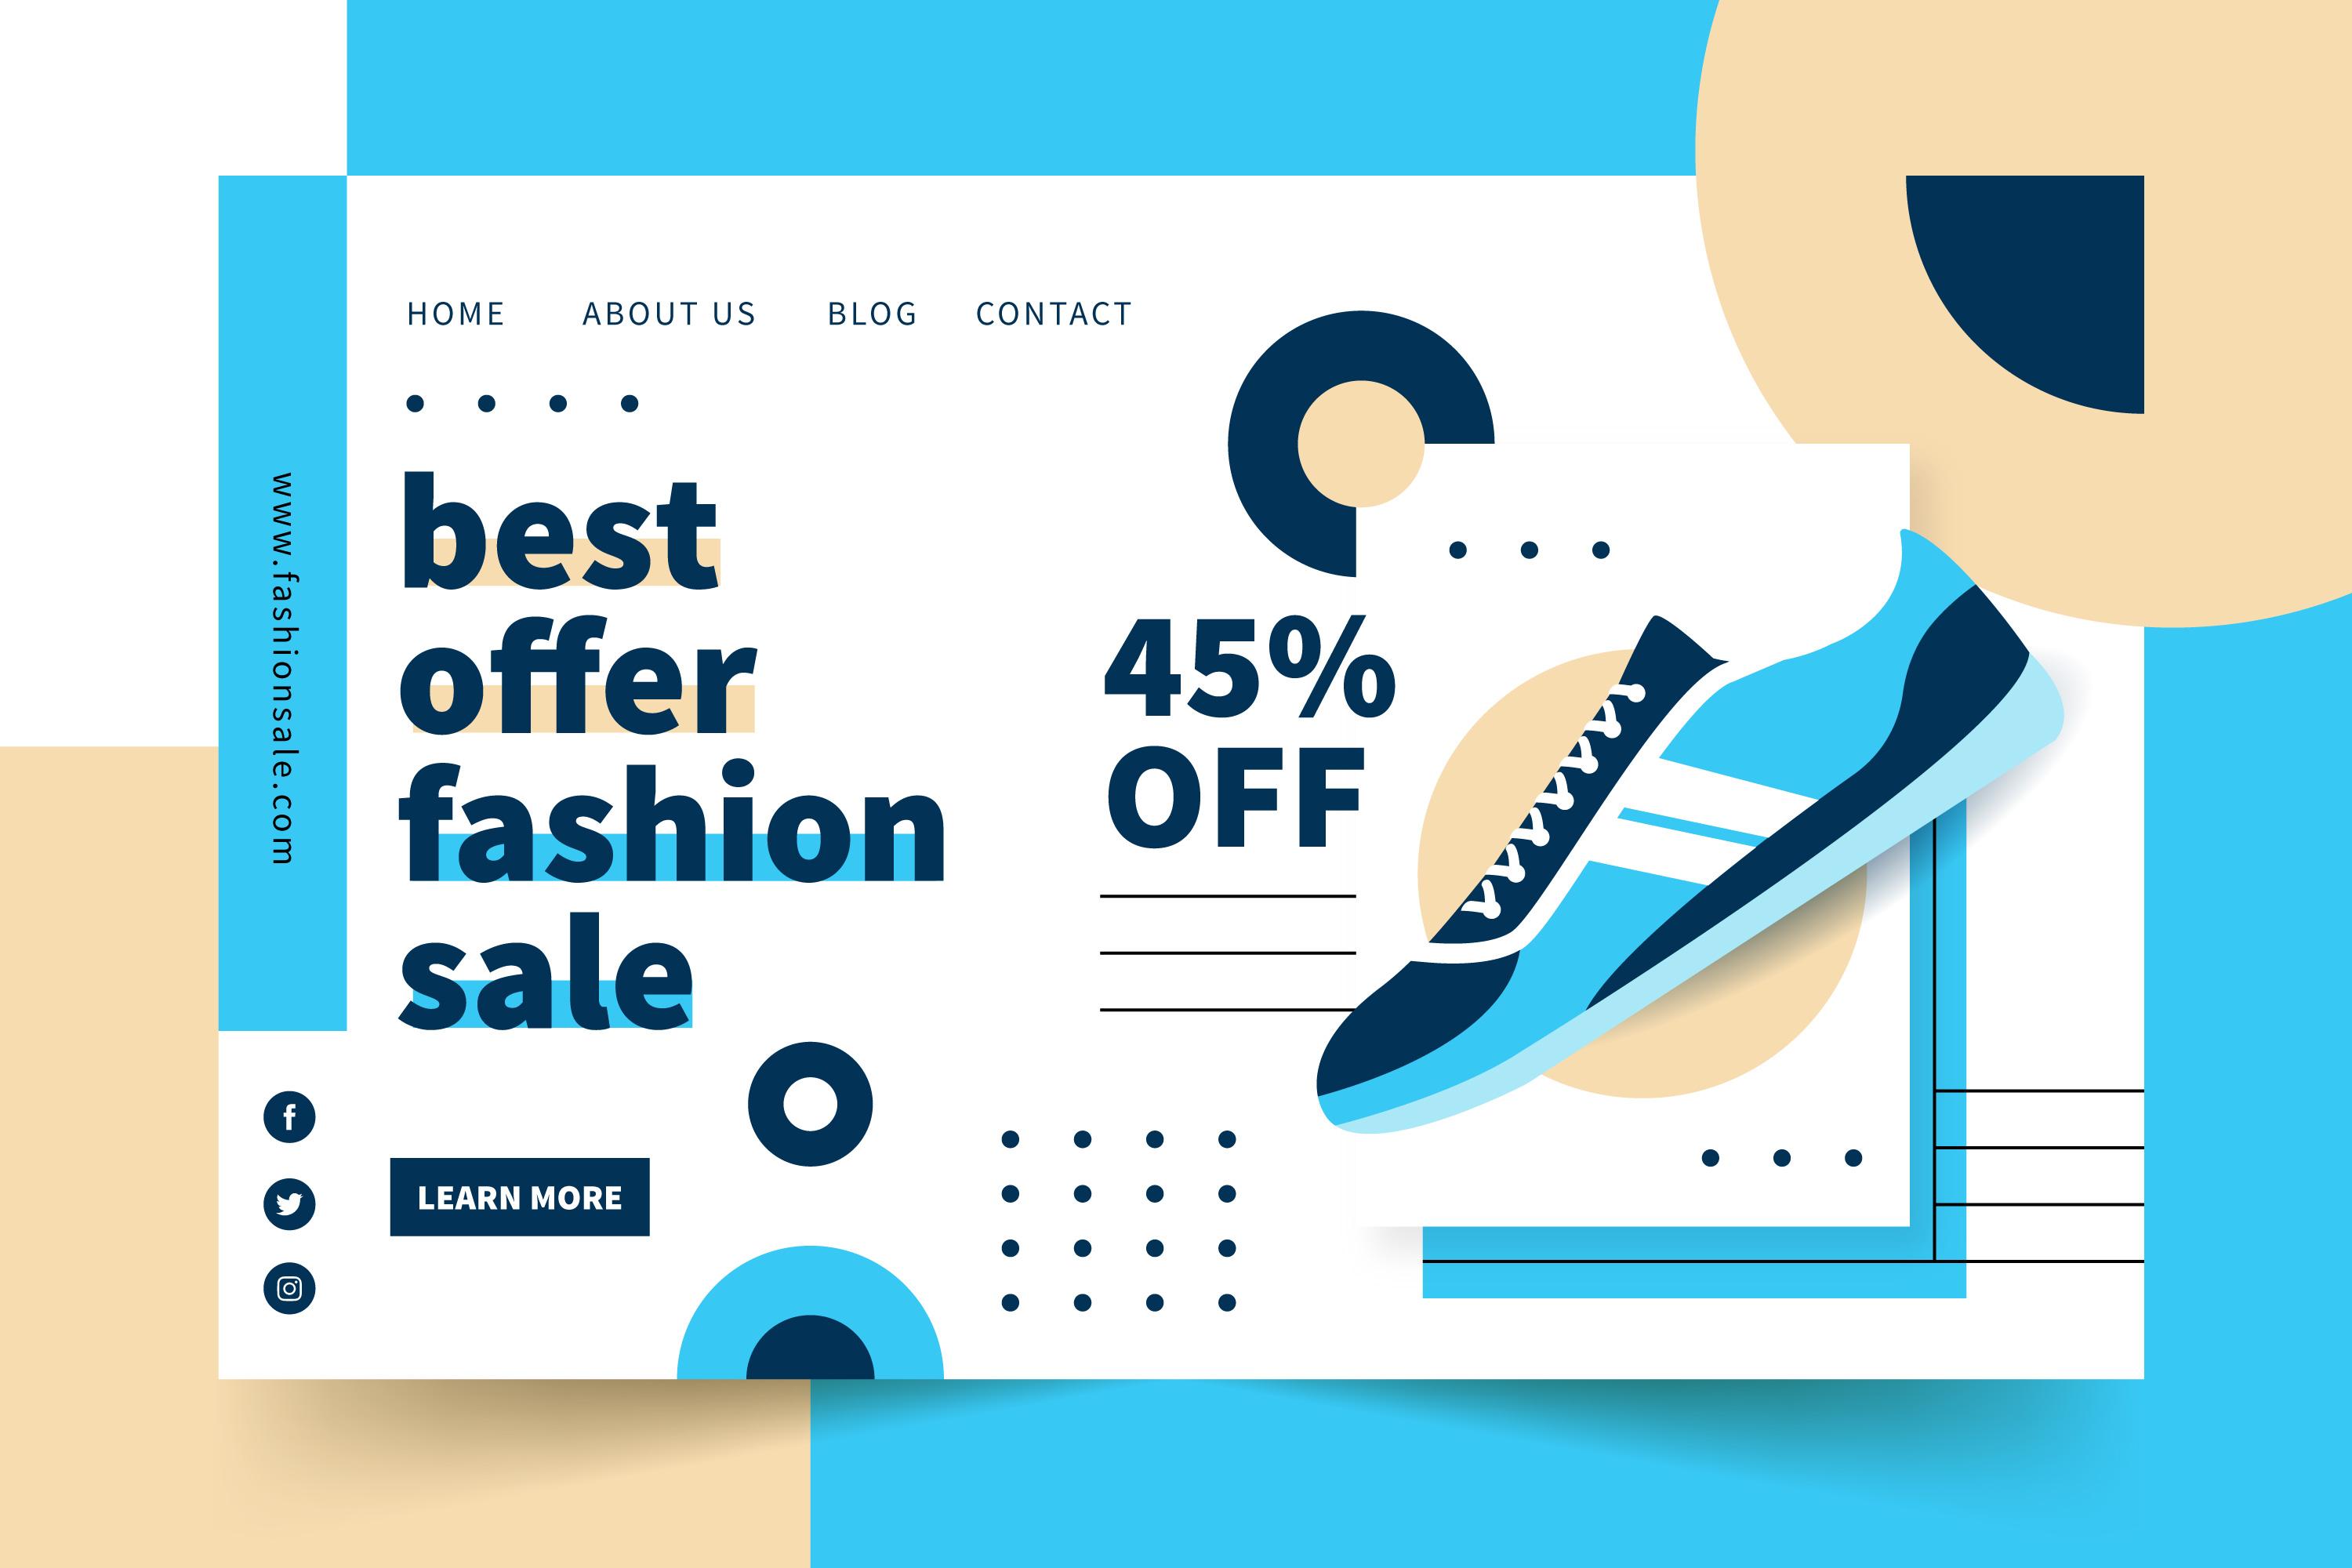 HOME ABOUT US BLOG CONTACT
www.fashionsale.com
best
offer
fashion
sale
45%
OFF
LEARN MORE